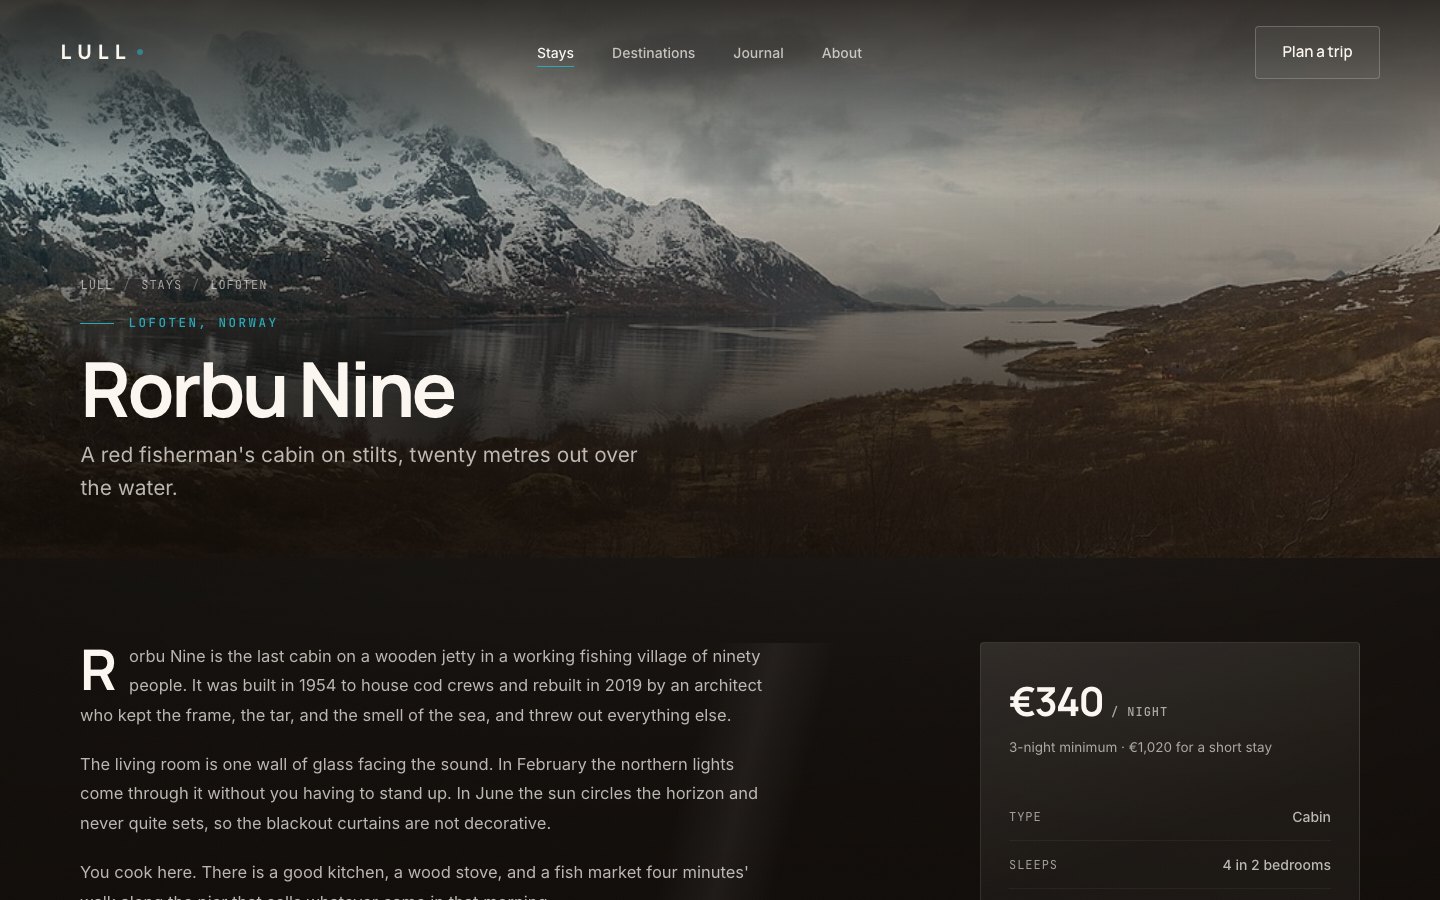 LULL
Stays Destinations Journal About
Plan a trip
LULL / STAYS / LOFOTEN
LOFOTEN, NORWAY
Rorbu Nine
A red fisherman's cabin on stilts, twenty metres out over
the water.
Rorbu Nine is the last cabin on a wooden jetty in a working fishing village of ninety
people. It was built in 1954 to house cod crews and rebuilt in 2019 by an architect
who kept the frame, the tar, and the smell of the sea, and threw out everything else.
The living room is one wall of glass facing the sound. In February the northern lights
come through it without you having to stand up. In June the sun circles the horizon and
never quite sets, so the blackout curtains are not decorative.
You cook here. There is a good kitchen, a wood stove, and a fish market four minutes'
€340 / NIGHT
3-night minimum · €1,020 for a short stay
TYPE Cabin
SLEEPS 4 in 2 bedrooms